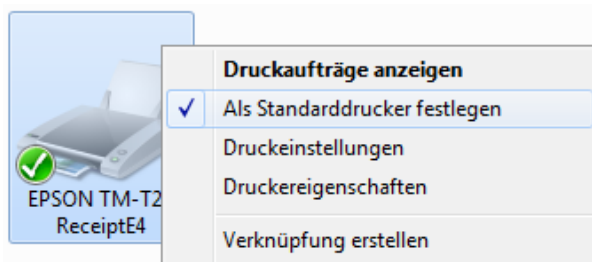 EPSON TM-T2
ReceiptE4
Druckaufträge anzeigen
Als Standarddrucker festlegen
Druckeinstellungen
Druckereigenschaften
Verknüpfung erstellen